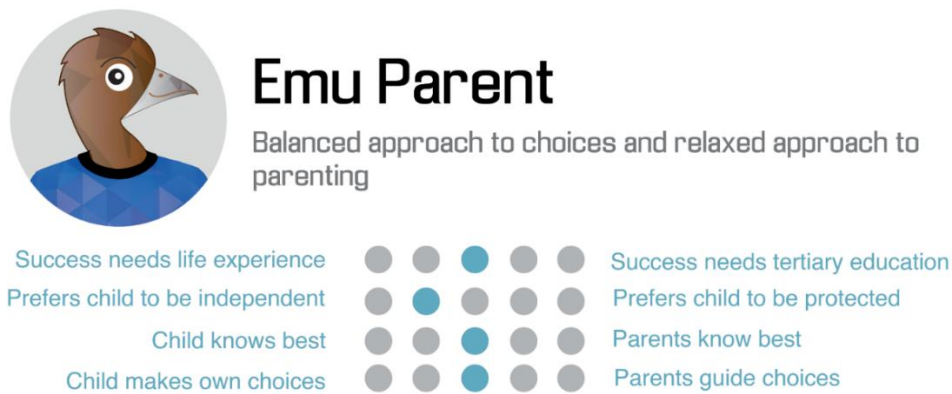 Emu Parent
Balanced approach to choices and relaxed approach to
parenting
Success needs life experience Success needs tertiary education
Prefers child to be independent Prefers child to be protected
Child knows best Parents know best
Child makes own choices Parents guide choices